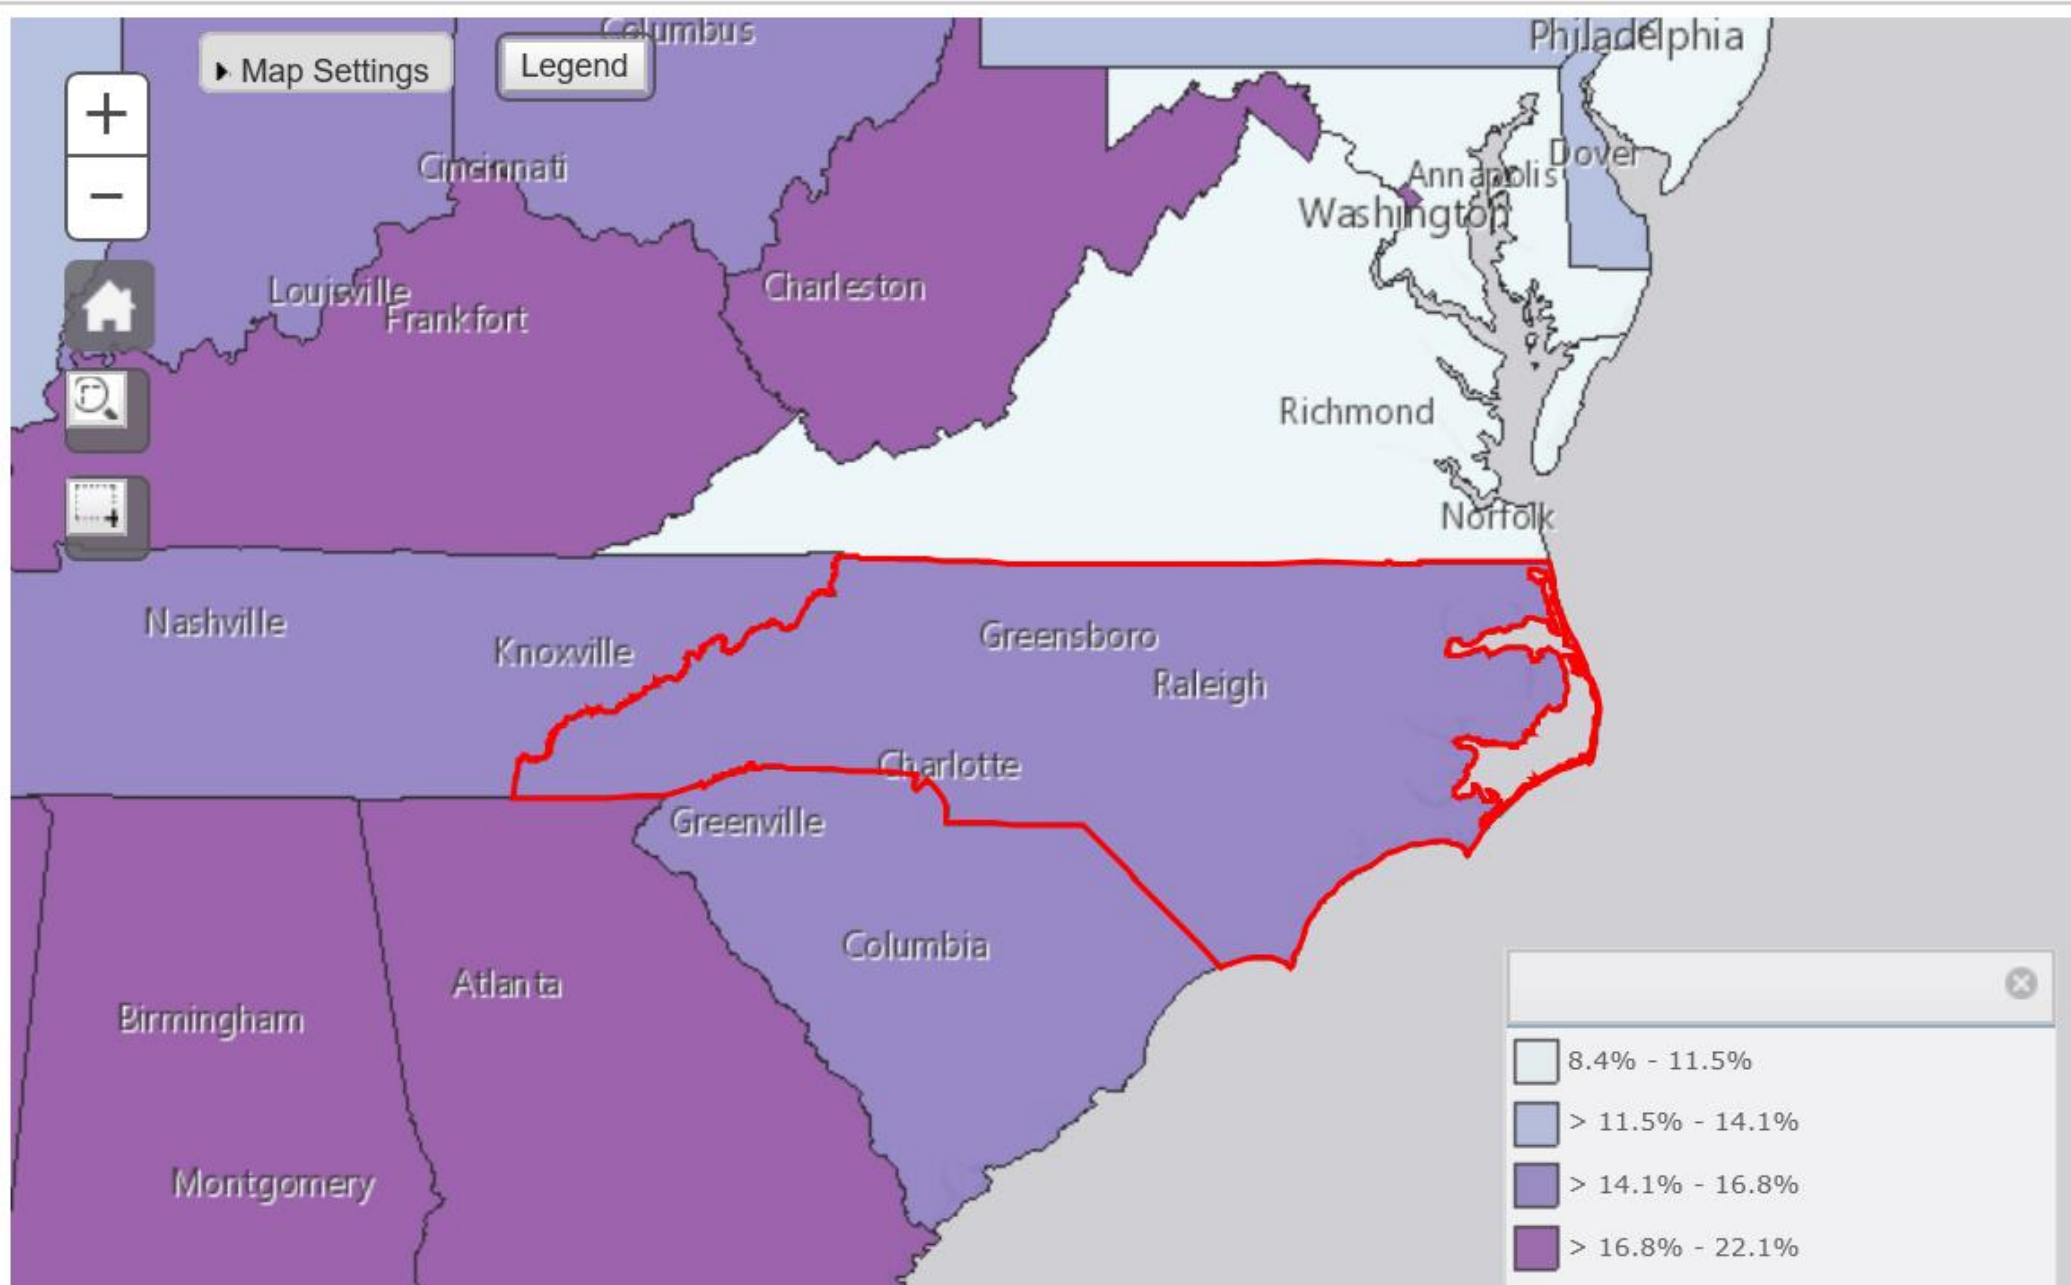 Columbus
Philadelphia
Map Settings
Legend
+
−
Cincinnati
Dover
Annapolis
Washington
Louisville
Frankfort
Charleston
Richmond
Norfolk
Nashville
Knoxville
Greensboro
Raleigh
Charlotte
Greenville
Columbia
Atlanta
Birmingham
Montgomery
8.4% - 11.5%
> 11.5% - 14.1%
> 14.1% - 16.8%
> 16.8% - 22.1%